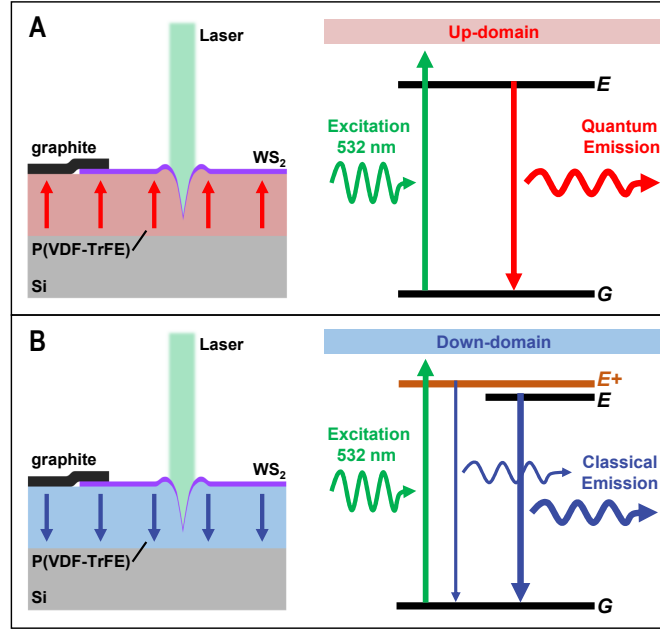 A
Laser
graphite
WS₂
P(VDF-TrFE)
Si
Up-domain
E
Excitation
532 nm
Quantum
Emission
G
B
Laser
graphite
WS₂
P(VDF-TrFE)
Si
Down-domain
E+
E
Excitation
532 nm
Classical
Emission
G